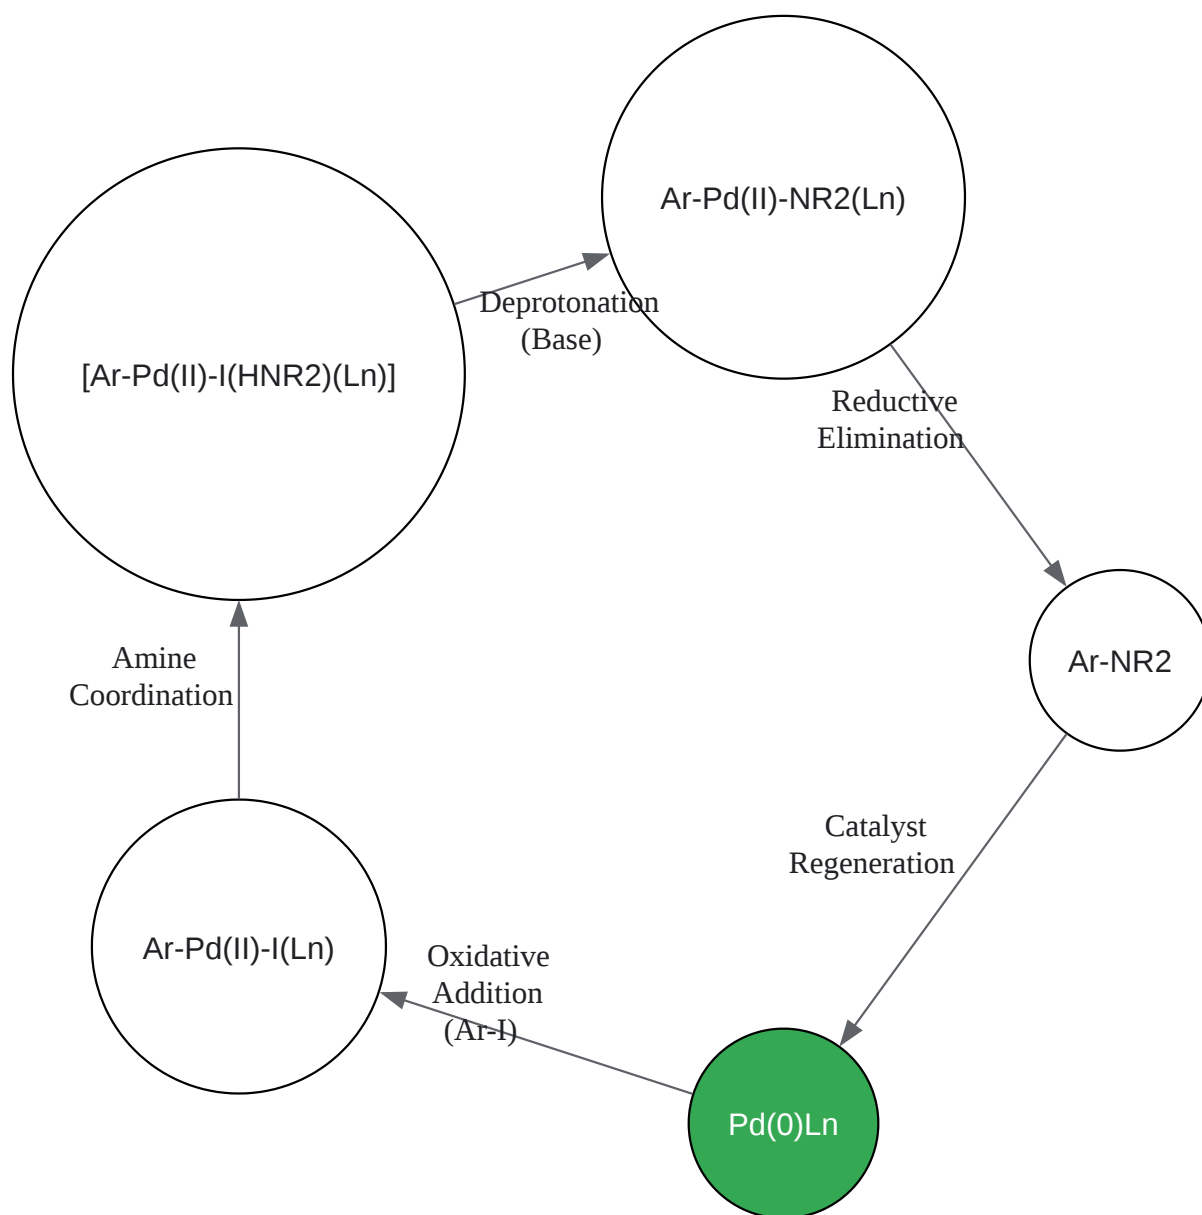 Ar-Pd(II)-NR2(Ln)
Deprotonation
(Base)
[Ar-Pd(II)-I(HNR2)(Ln)]
Reductive
Elimination
Amine
Coordination
Ar-NR2
Catalyst
Regeneration
Ar-Pd(II)-I(Ln)
Oxidative
Addition
(Ar-I)
Pd(0)Ln